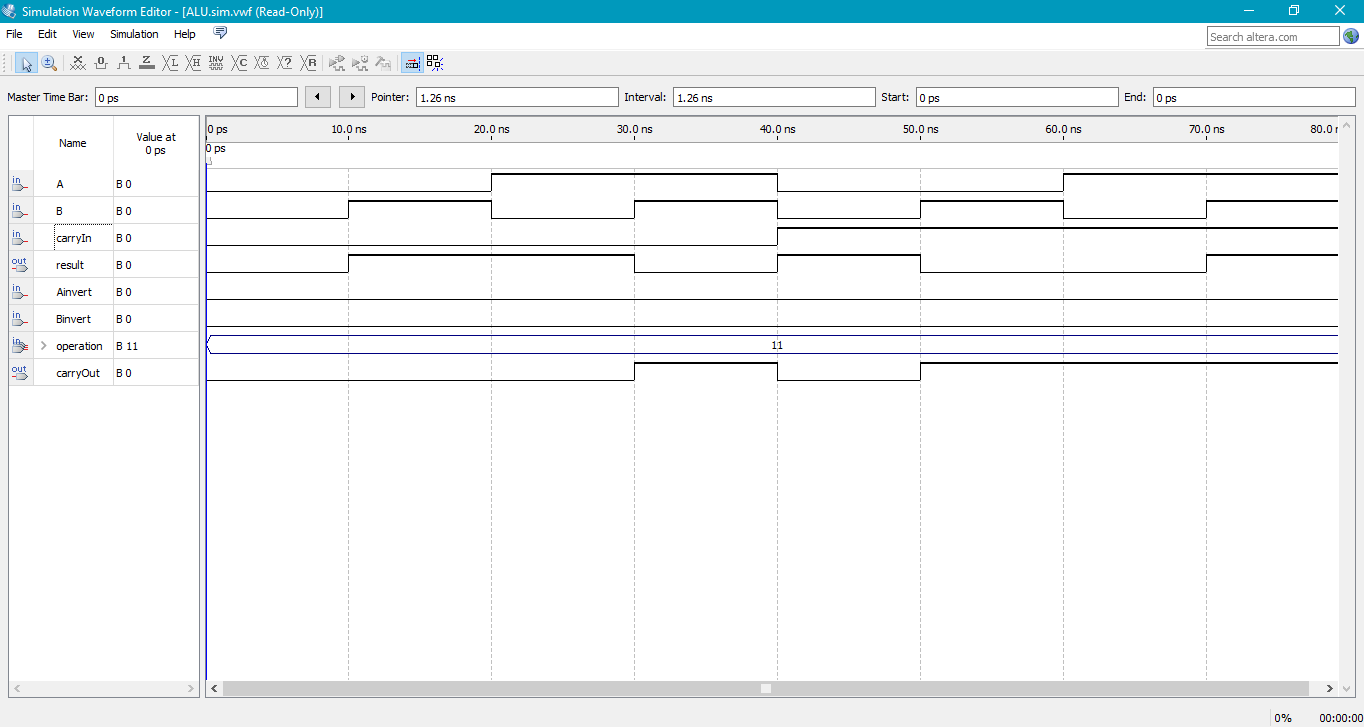 Simulation Waveform Editor - [ALU.sim.vwf (Read-Only)]
File Edit View Simulation Help
Search altera.com
Master Time Bar: 0 ps Pointer: 1.26 ns Interval: 1.26 ns Start: 0 ps End: 0 ps
Name Value at 0 ps
0 ps 10.0 ns 20.0 ns 30.0 ns 40.0 ns 50.0 ns 60.0 ns 70.0 ns 80.0 n
0 ps
in A B 0
in B B 0
in carryIn B 0
out result B 0
in Ainvert B 0
in Binvert B 0
in operation B 11 11
out carryOut B 0
0% 00:00:00